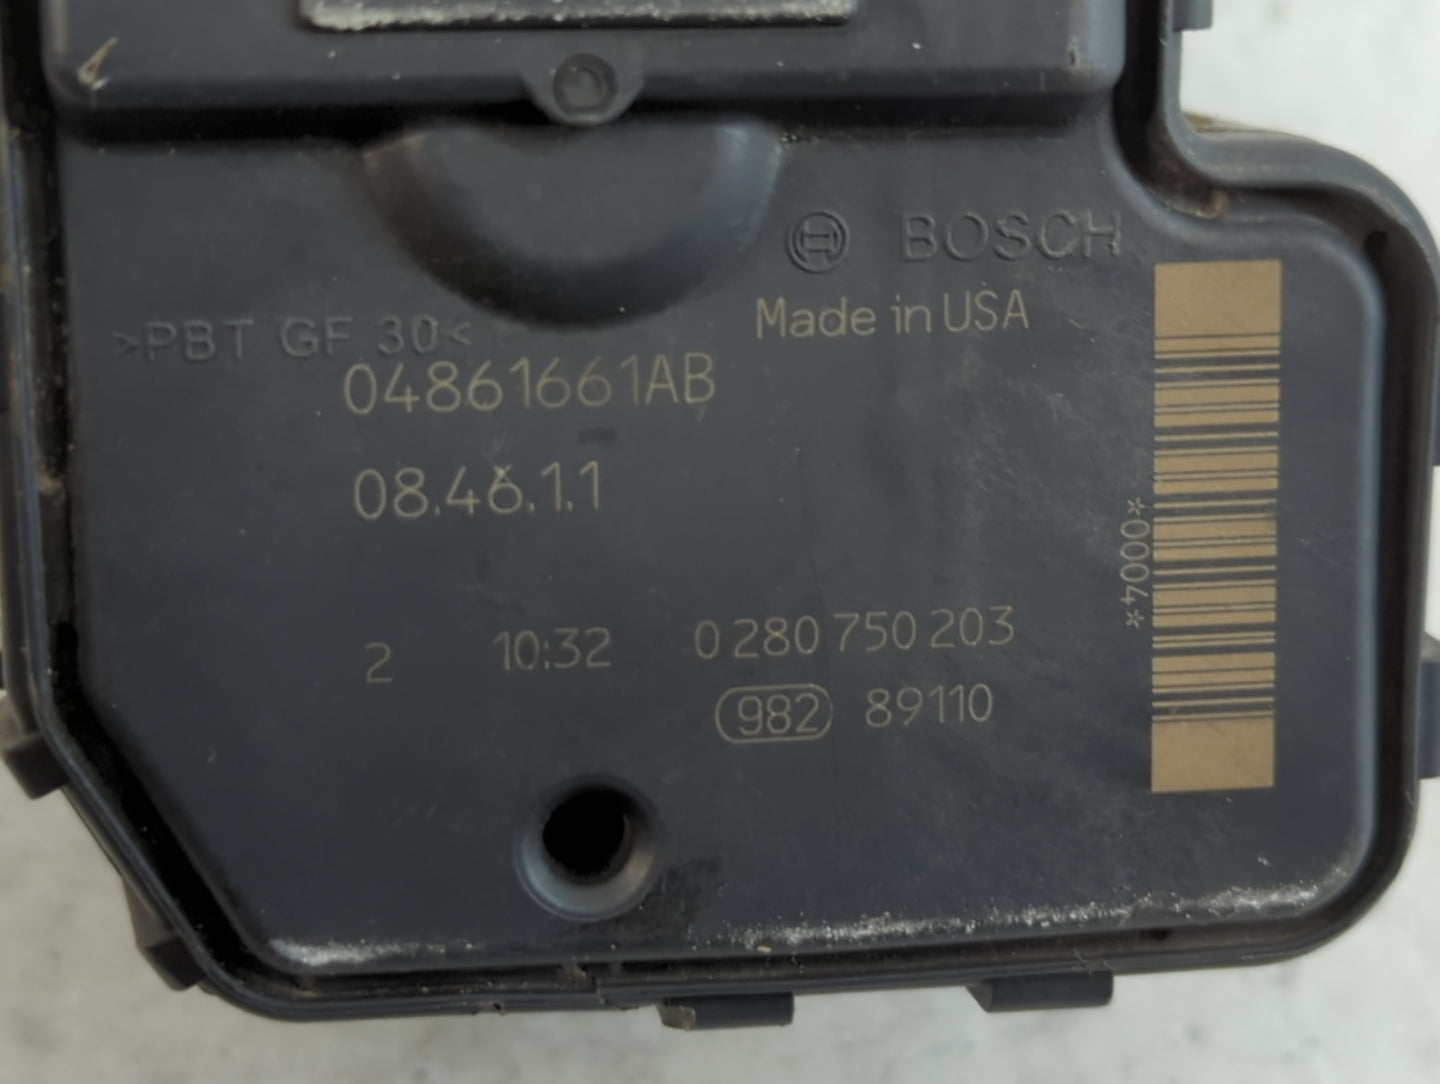 BOSCH
Made in USA
>PBT GF 30<
04861661AB
08.46.1.1
*0004*
2 10:32 0 280 750 203
982 89110